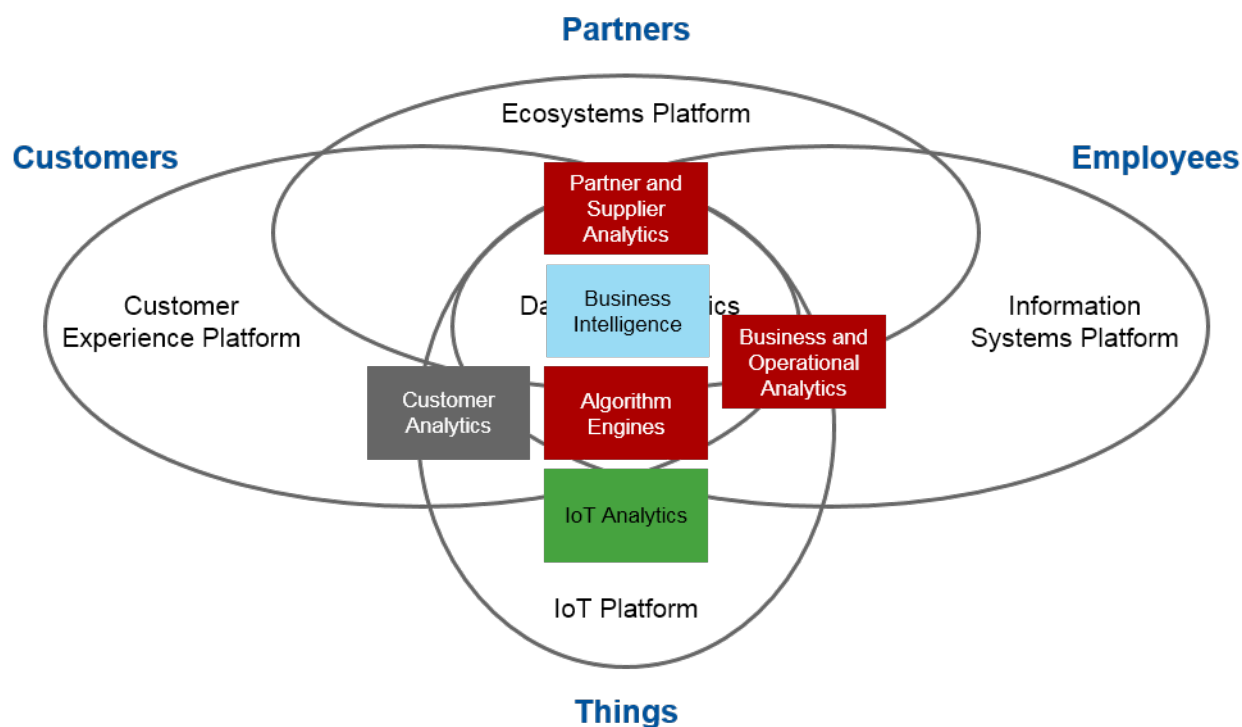 Partners
Ecosystems Platform
Customers
Employees
Partner and
Supplier
Analytics
Customer
Experience Platform
Business
Intelligence
Information
Systems Platform
Business and
Operational
Analytics
Customer
Analytics
Algorithm
Engines
IoT Analytics
IoT Platform
Things